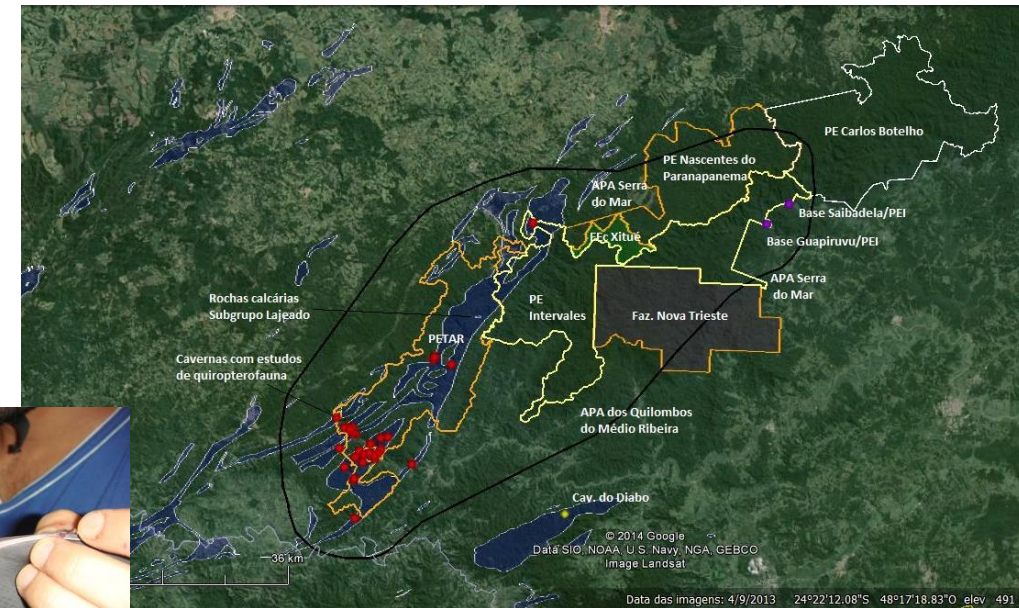 PE Carlos Botelho
PE Nascentes do
Paranapanema
APA Serra
do Mar
EEc Xitué
Base Saibadela/PEI
Base Guapiruvu/PEI
APA Serra
do Mar
Rochas calcárias
Subgrupo Lajeado
PE
Intervales
Faz. Nova Trieste
PETAR
Cavernas com estudos
de quiropterofauna
APA dos Quilombos
do Médio Ribeira
Cav. do Diabo
© 2014 Google
Data SIO, NOAA, U.S. Navy, NGA, GEBCO
Image Landsat
36 km
Data das imagens: 4/9/2013 24°22'12.08"S 48°17'18.83"O elev 491